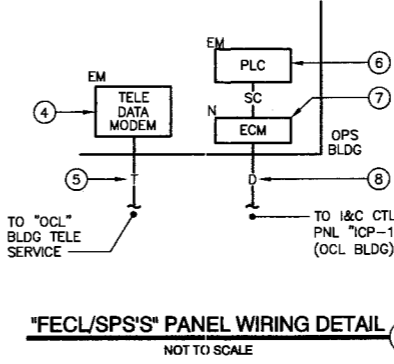 EM
PLC
6
EM
SC
7
TELE
DATA
MODEM
4
N
ECM
OPS
BLDG
5
T
D
8
TO "OCL"
BLDG TELE
SERVICE
TO I&C CTL
PNL "ICP-1
(OCL BLDG)
"FECL/SPS'S" PANEL WIRING DETAIL
NOT TO SCALE